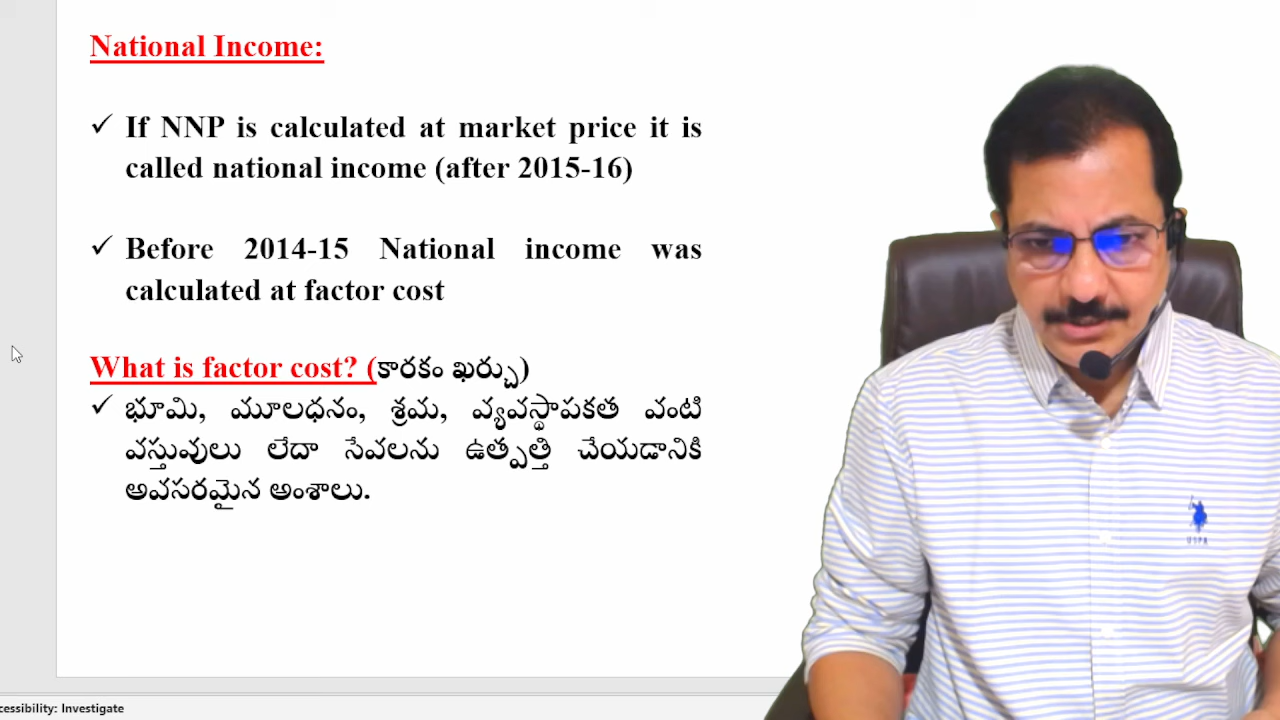 National Income:
✓ If NNP is calculated at market price it is
called national income (after 2015-16)
✓ Before 2014-15 National income was
calculated at factor cost
What is factor cost? (కారకం ఖర్చు)
✓ భూమి, మూలధనం, శ్రమ, వ్యవస్థాపకత వంటి
వస్తువులు లేదా సేవలను ఉత్పత్తి చేయడానికి
అవసరమైన అంశాలు.
cessibility: Investigate
USPA